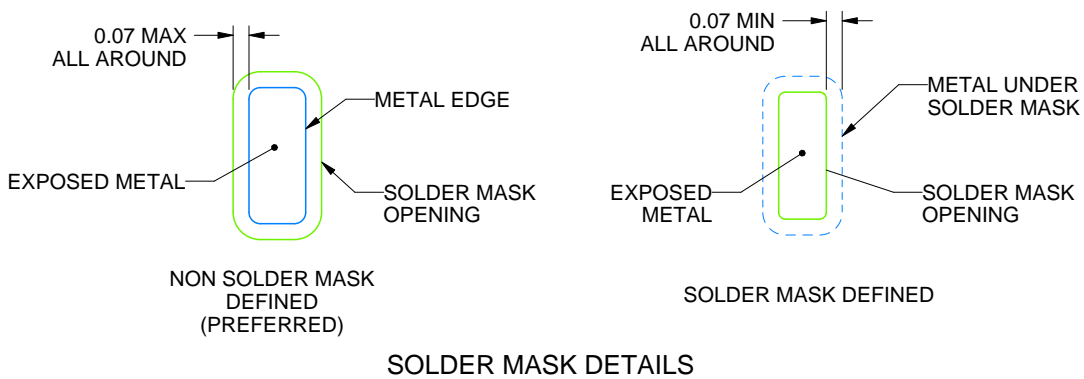 0.07 MAX
ALL AROUND
METAL EDGE
EXPOSED METAL
SOLDER MASK
OPENING
NON SOLDER MASK
DEFINED
(PREFERRED)
0.07 MIN
ALL AROUND
METAL UNDER
SOLDER MASK
EXPOSED
METAL
SOLDER MASK
OPENING
SOLDER MASK DEFINED
SOLDER MASK DETAILS